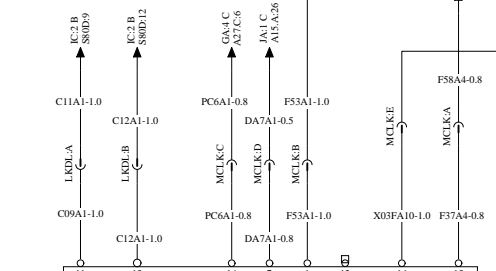 IC:2 B
S80D:9
IC:2 B
S80D:12
GA:4 C
A27.C:6
JA:1 C
A15.A:26
F58A4-0.8
C11A1-1.0
PC6A1-0.8
F53A1-1.0
C12A1-1.0
DA7A1-0.5
LKDL:A
LKDL:B
MCLK:C
MCLK:D
MCLK:B
MCLK:E
MCLK:A
C09A1-1.0
PC6A1-0.8
F53A1-1.0
X03FA10-1.0
F37A4-0.8
C12A1-1.0
DA7A1-0.8